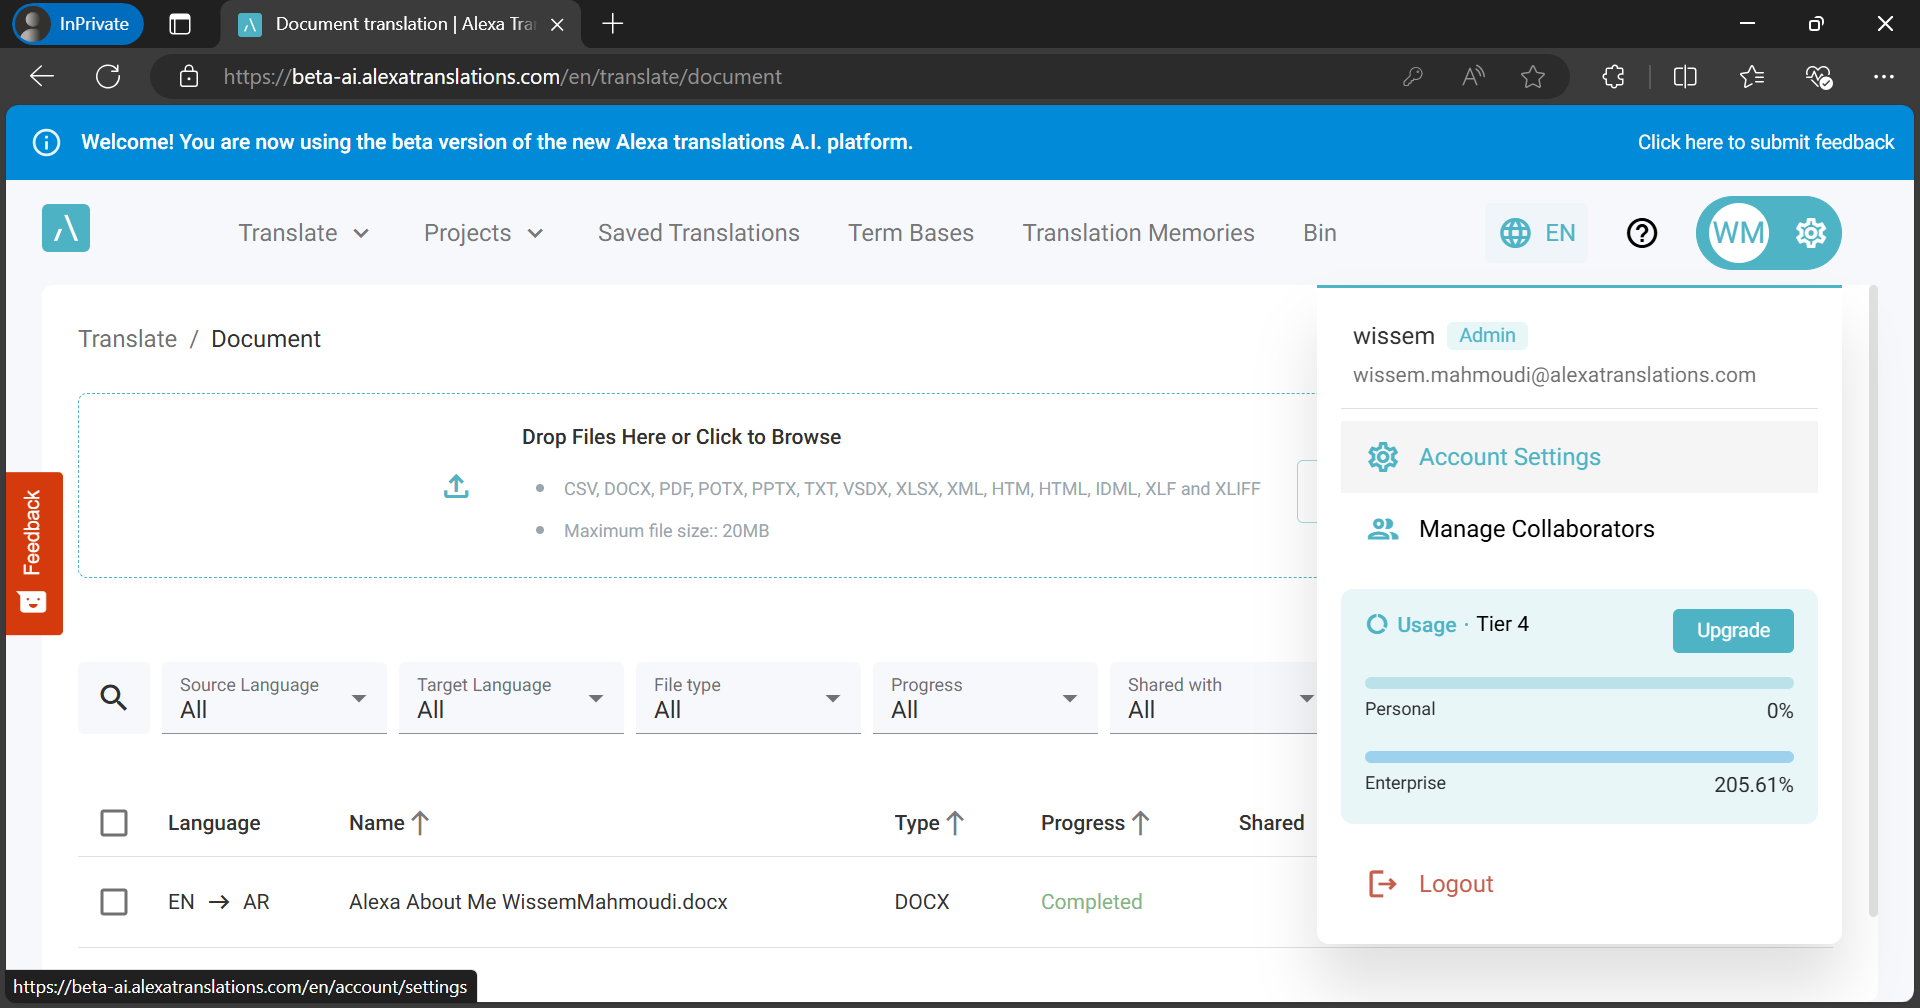 InPrivate
Document translation | Alexa Tra
https://beta-ai.alexatranslations.com/en/translate/document
Welcome! You are now using the beta version of the new Alexa translations A.I. platform.
Click here to submit feedback
Translate
Projects
Saved Translations
Term Bases
Translation Memories
Bin
EN
WM
Translate / Document
wissem
Admin
wissem.mahmoudi@alexatranslations.com
Drop Files Here or Click to Browse
CSV, DOCX, PDF, POTX, PPTX, TXT, VSDX, XLSX, XML, HTM, HTML, IDML, XLF and XLIFF
Maximum file size:: 20MB
Account Settings
Manage Collaborators
Feedback
Usage · Tier 4
Upgrade
Personal
0%
Enterprise
205.61%
Logout
Source Language
All
Target Language
All
File type
All
Progress
All
Shared with
All
Language
Name
Type
Progress
Shared
EN → AR
Alexa About Me WissemMahmoudi.docx
DOCX
Completed
https://beta-ai.alexatranslations.com/en/account/settings